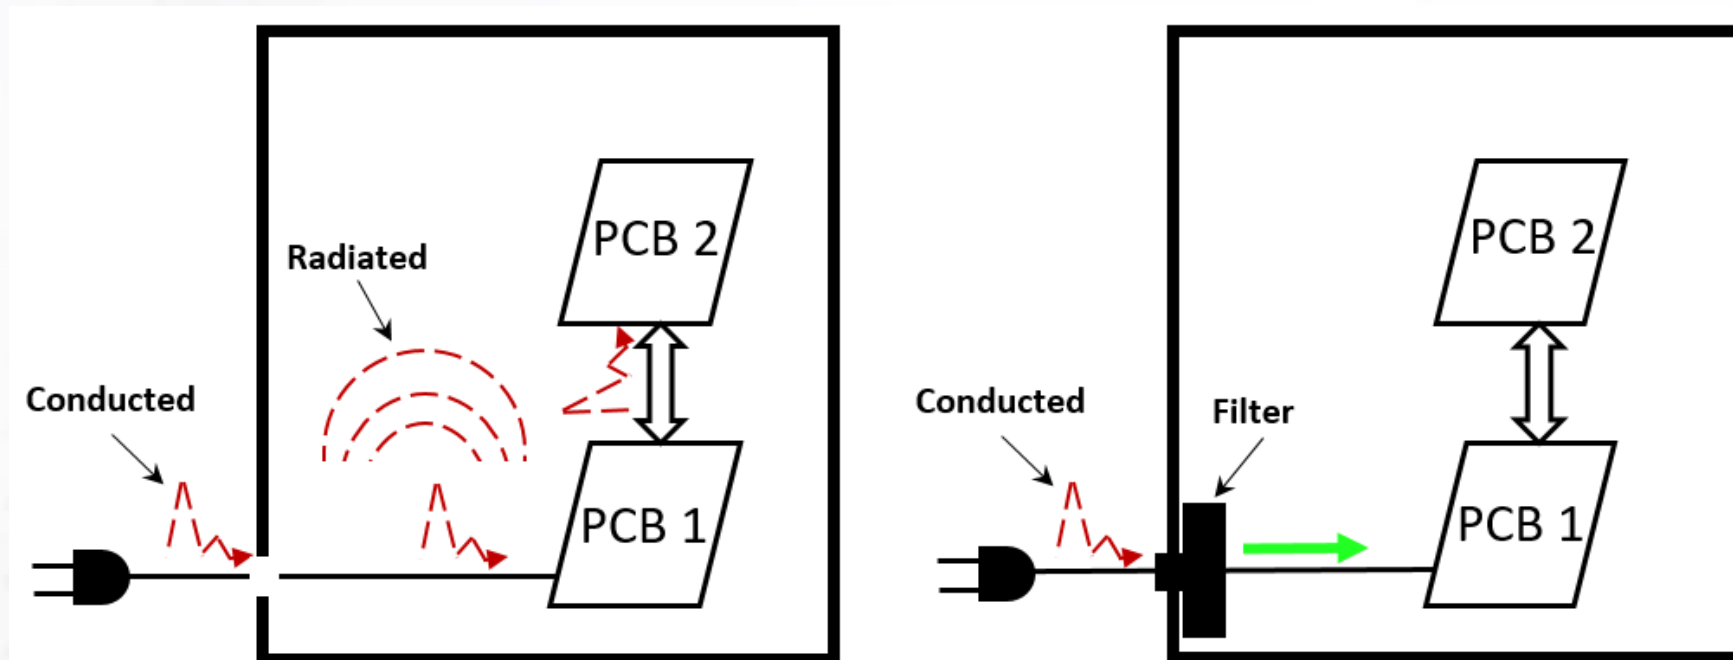 Radiated
Conducted
PCB 2
PCB 1
Conducted
Filter
PCB 2
PCB 1